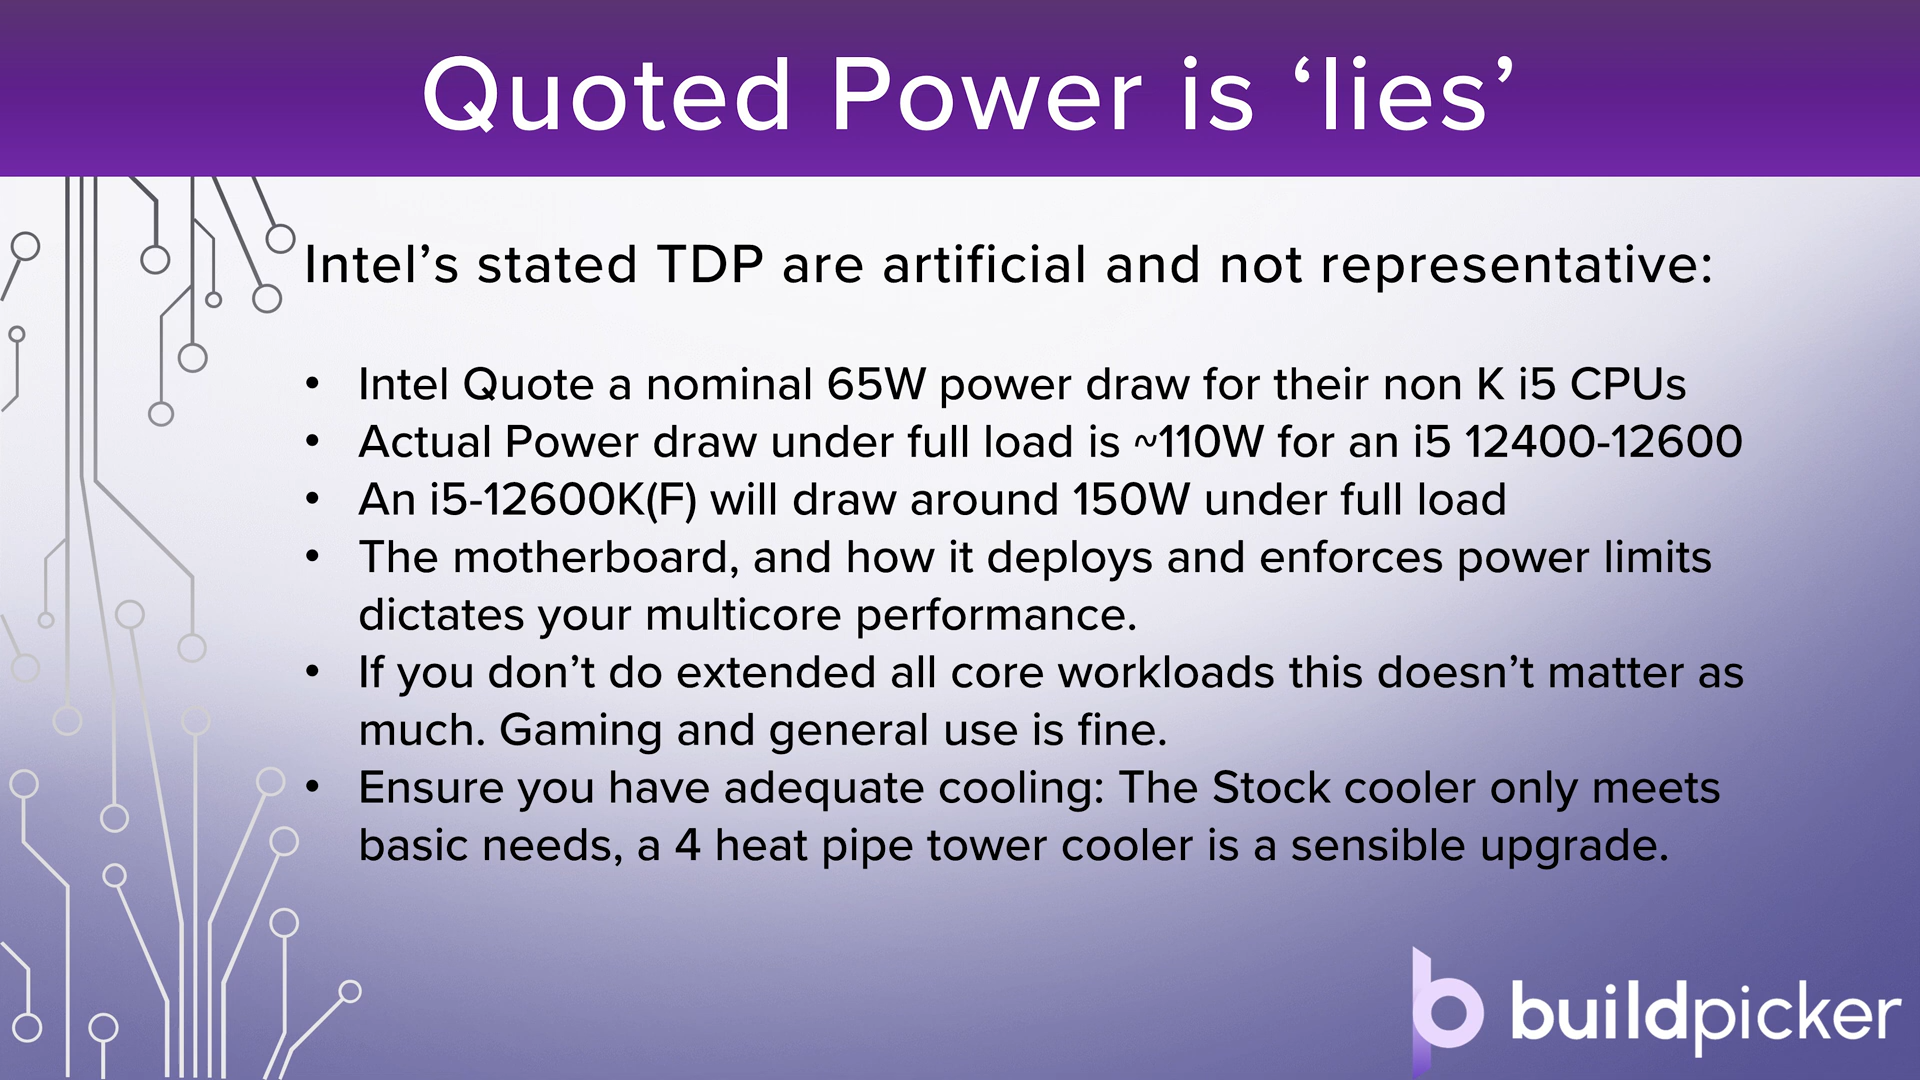 Quoted Power is ‘lies’
Intel’s stated TDP are artificial and not representative:
• Intel Quote a nominal 65W power draw for their non K i5 CPUs
• Actual Power draw under full load is ~110W for an i5 12400-12600
• An i5-12600K(F) will draw around 150W under full load
• The motherboard, and how it deploys and enforces power limits
dictates your multicore performance.
• If you don’t do extended all core workloads this doesn’t matter as
much. Gaming and general use is fine.
• Ensure you have adequate cooling: The Stock cooler only meets
basic needs, a 4 heat pipe tower cooler is a sensible upgrade.
buildpicker